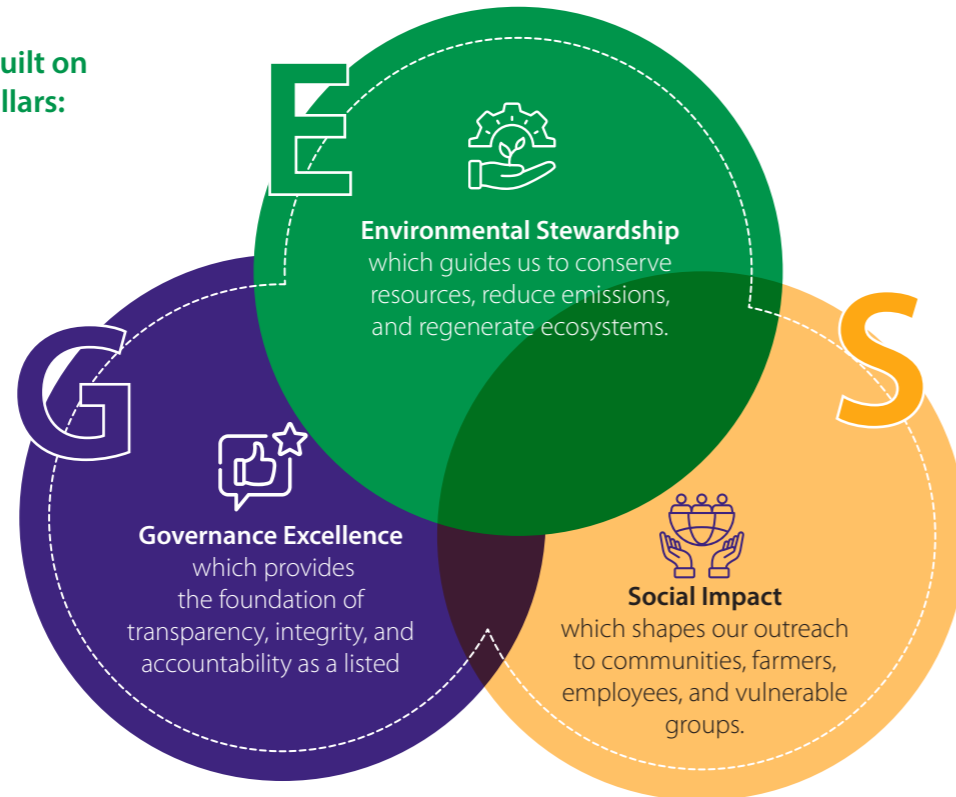 uilt on
llars:
E
Environmental Stewardship
which guides us to conserve
resources, reduce emissions,
and regenerate ecosystems.
G
Governance Excellence
which provides
the foundation of
transparency, integrity, and
accountability as a listed
S
Social Impact
which shapes our outreach
to communities, farmers,
employees, and vulnerable
groups.